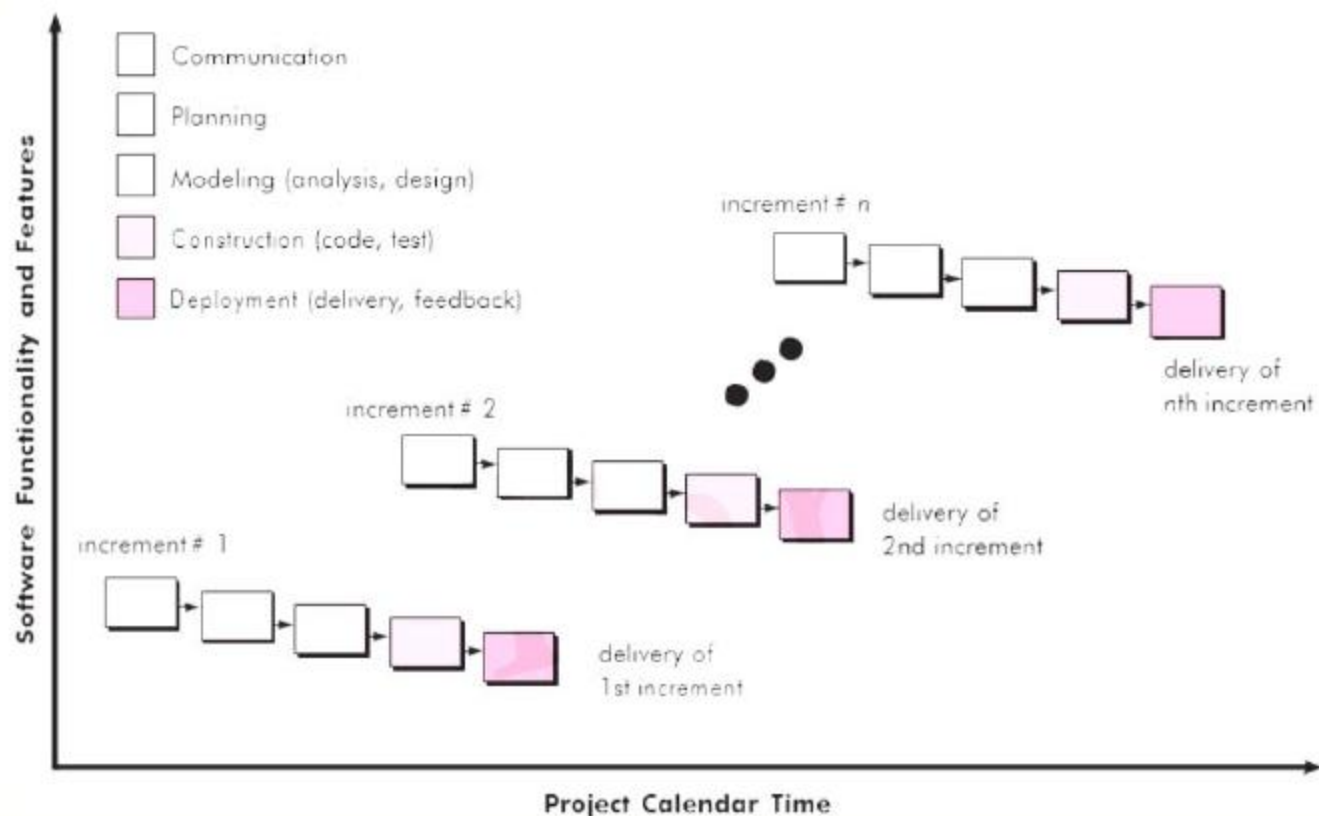 Software Functionality and Features
Communication
Planning
Modeling (analysis, design)
Construction (code, test)
Deployment (delivery, feedback)
increment # n
delivery of
nth increment
increment # 2
delivery of
2nd increment
increment # 1
delivery of
1st increment
Project Calendar Time